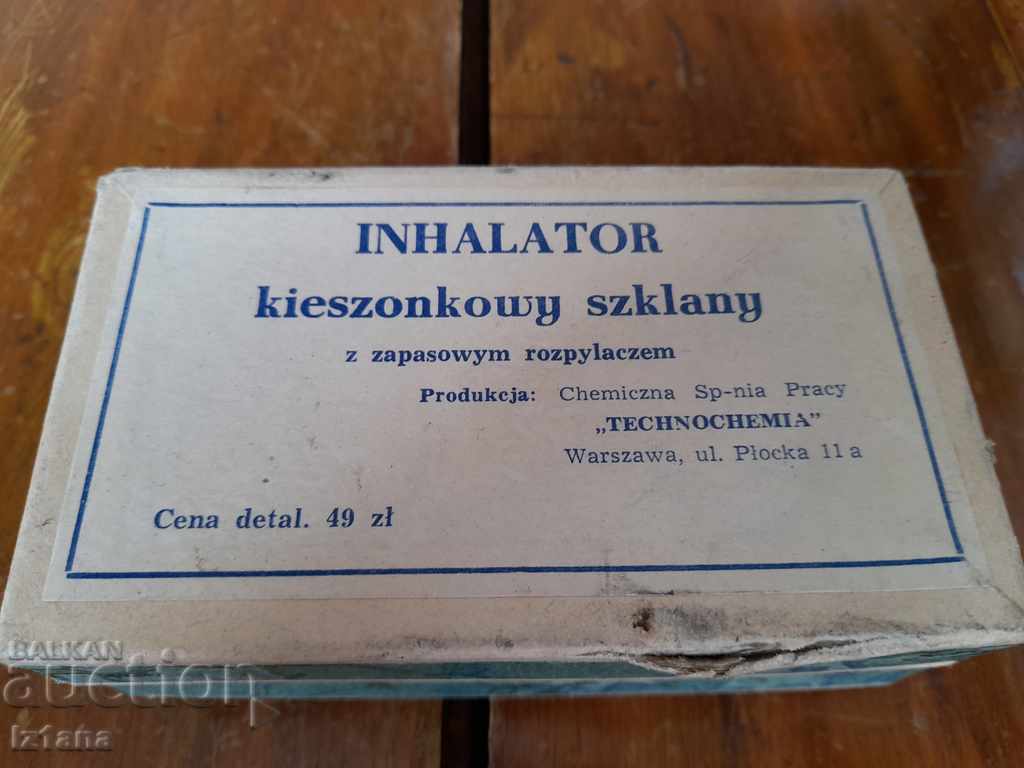 INHALATOR
kieszonkowy szklany
z zapasowym rozpylaczem
Produkcja: Chemiczna Sp-nia Pracy
„TECHNOCHEMIA”
Warszawa, ul. Płocka 11 a
Cena detal. 49 zł
BALKAN
auction
iztana